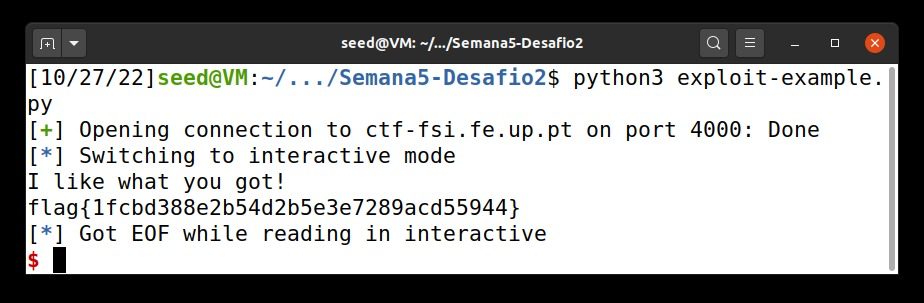 seed@VM: ~/.../Semana5-Desafio2
[10/27/22]seed@VM:~/.../Semana5-Desafio2$ python3 exploit-example.
py
[+] Opening connection to ctf-fsi.fe.up.pt on port 4000: Done
[*] Switching to interactive mode
I like what you got!
flag{1fcbd388e2b54d2b5e3e7289acd55944}
[*] Got EOF while reading in interactive
$